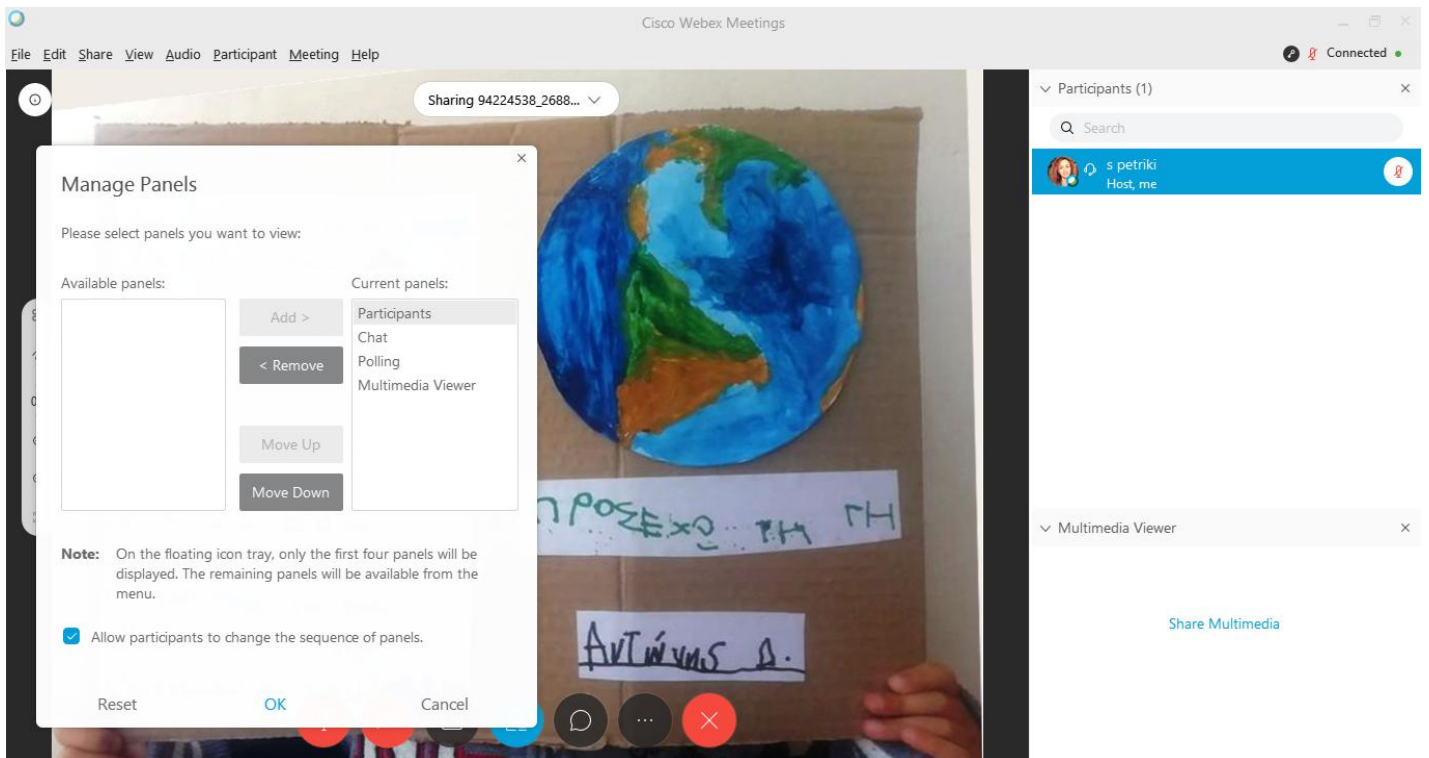 Cisco Webex Meetings
File Edit Share View Audio Participant Meeting Help
Connected
Sharing 94224538_2688...
Participants (1)
Search
s petriki
Host, me
Manage Panels
Please select panels you want to view:
Available panels:
Current panels:
Add >
< Remove
Move Up
Move Down
Participants
Chat
Polling
Multimedia Viewer
Note: On the floating icon tray, only the first four panels will be
displayed. The remaining panels will be available from the
menu.
Allow participants to change the sequence of panels.
Reset OK Cancel
ΠΡΟΣΕΧΩ ΤΗ ΓΗ
Αντώνης Δ.
Multimedia Viewer
Share Multimedia